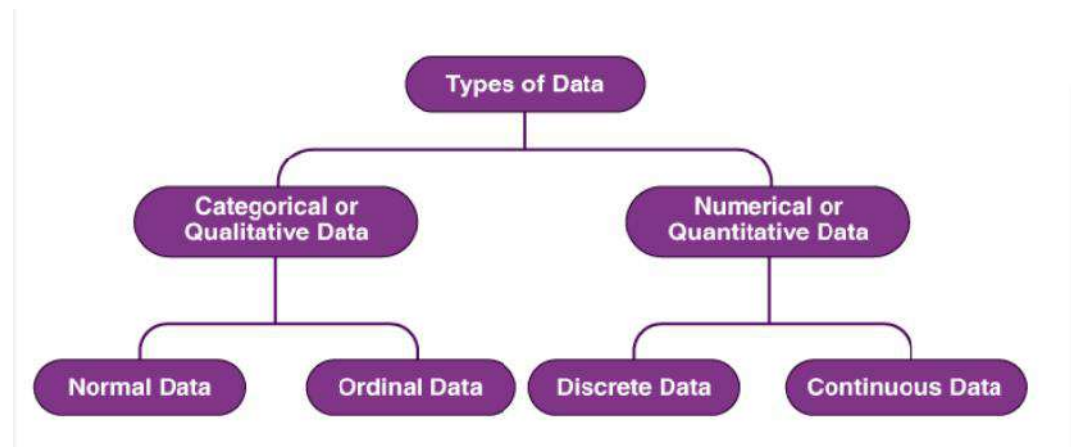 Types of Data
Categorical or
Qualitative Data
Numerical or
Quantitative Data
Normal Data
Ordinal Data
Discrete Data
Continuous Data